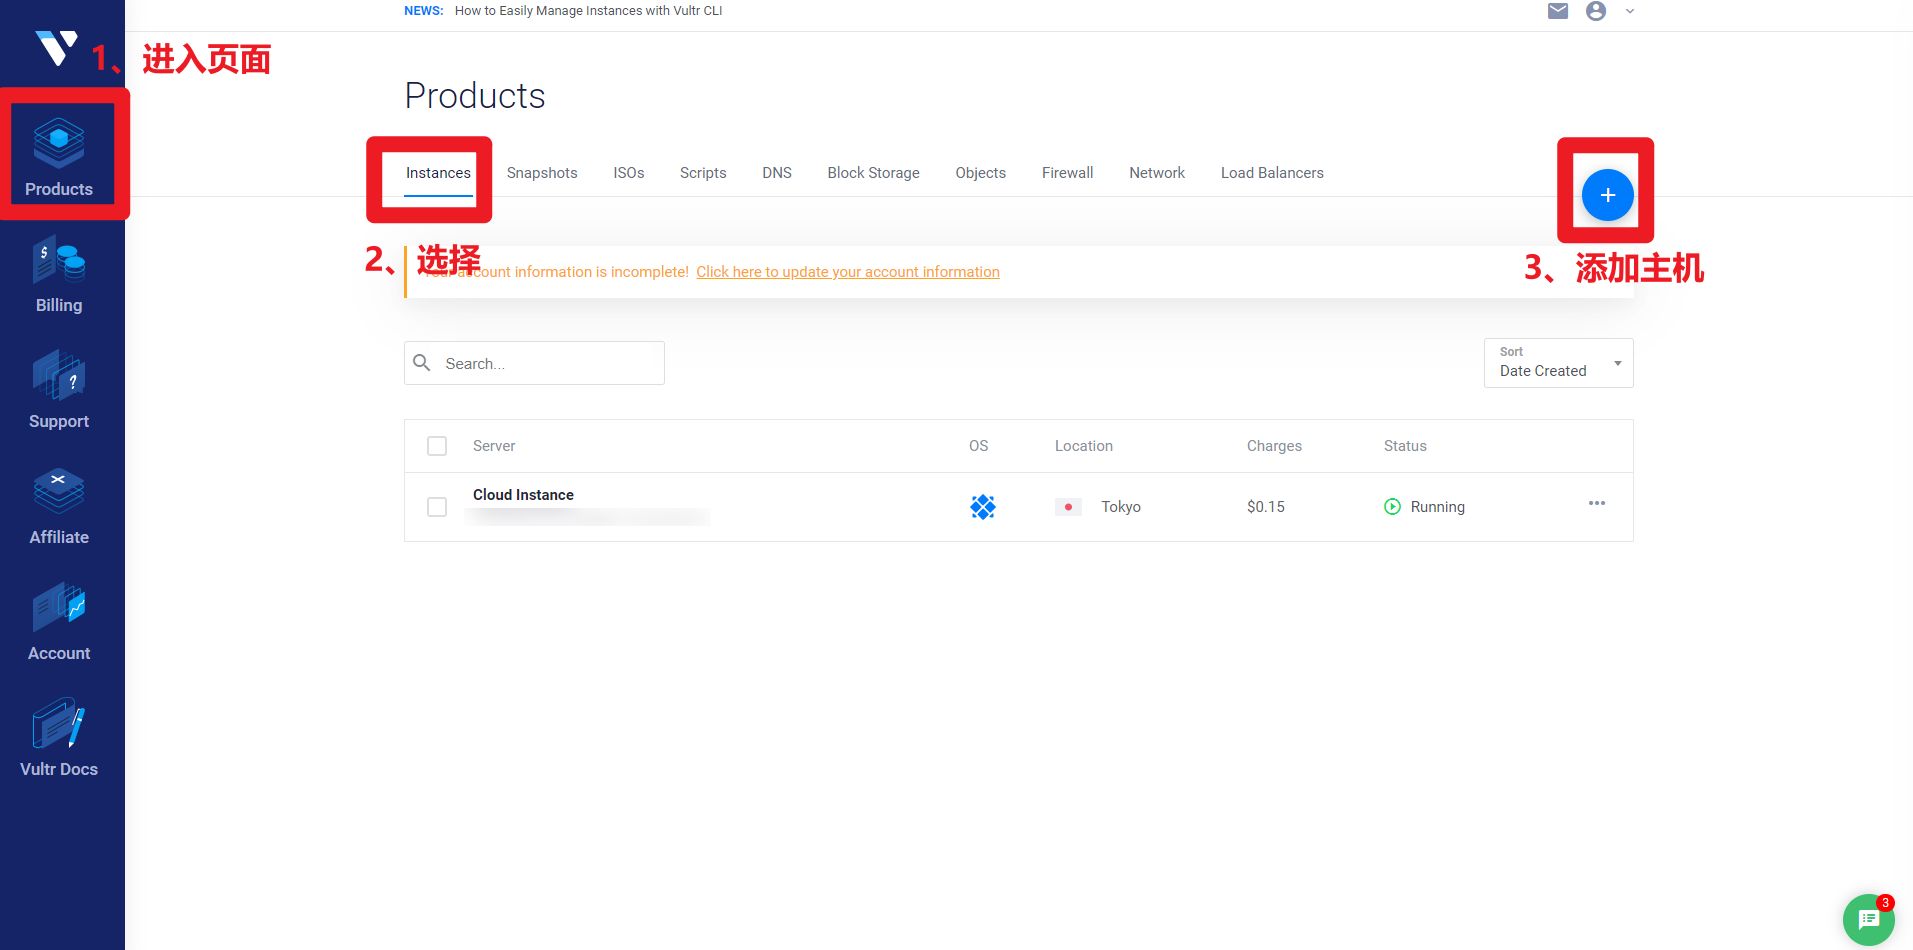 NEWS: How to Easily Manage Instances with Vultr CLI
1、进入页面
Products
Products
Instances Snapshots ISOs Scripts DNS Block Storage Objects Firewall Network Load Balancers
2、选择
3、添加主机
account information is incomplete! Click here to update your account information
Billing
Search...
Sort
Date Created
Support
Server OS Location Charges Status
Cloud Instance
Tokyo $0.15 Running
Affiliate
Account
Vultr Docs
3